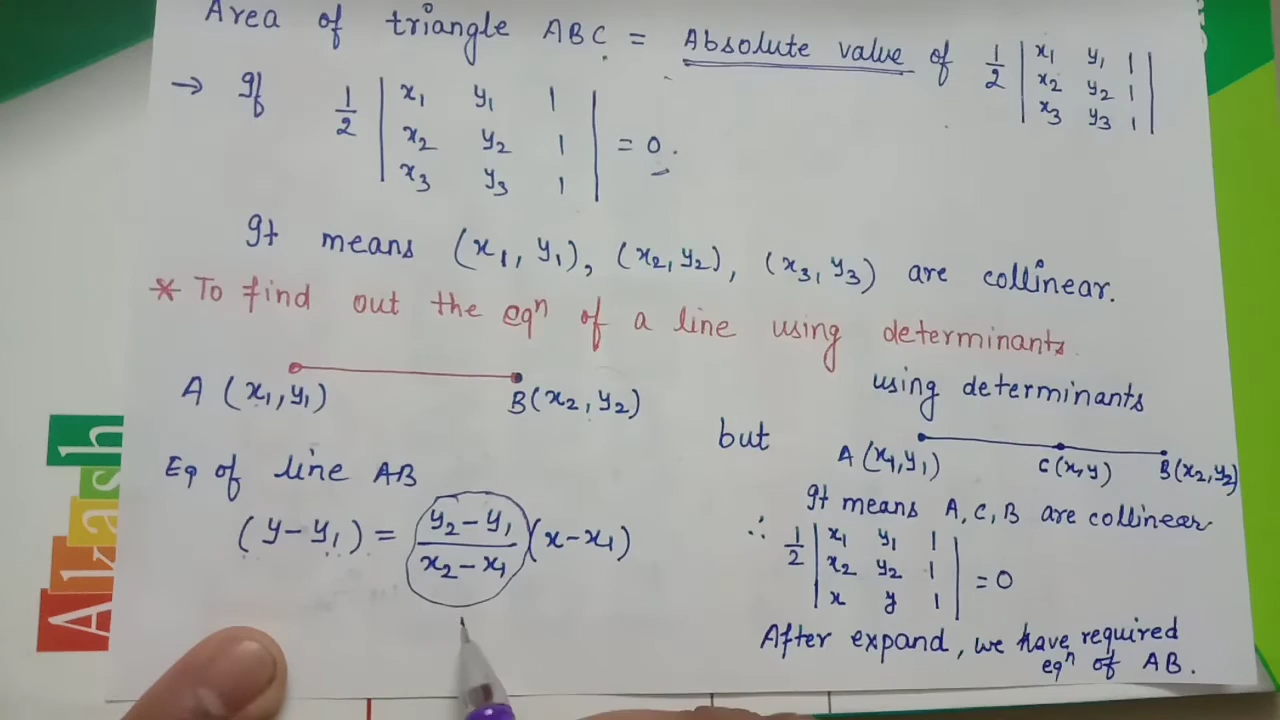 Area of triangle ABC = Absolute value of 1/2 | x₁ y₁ 1 |
| x₂ y₂ 1 |
| x₃ y₃ 1 |
→ If 1/2 | x₁ y₁ 1 |
| x₂ y₂ 1 | = 0.
| x₃ y₃ 1 |
It means (x₁, y₁), (x₂, y₂), (x₃, y₃) are collinear.
* To find out the eqⁿ of a line using determinants.
A (x₁, y₁) B(x₂, y₂)
Eq of line AB
(y-y₁) = (y₂-y₁)/(x₂-x₁) (x-x₁)
but
using determinants
A(x₁,y₁) C(x,y) B(x₂,y₂)
It means A, C, B are collinear
∴ 1/2 | x₁ y₁ 1 |
| x₂ y₂ 1 | = 0
| x y 1 |
After expand, we have required
eqⁿ of AB.
Akash